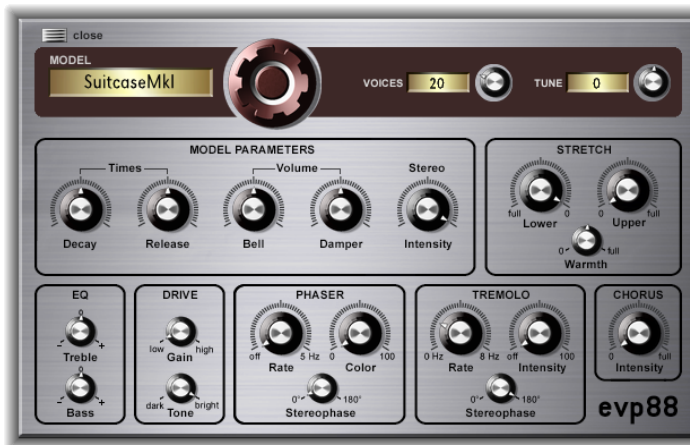 close
MODEL
SuitcaseMkI
VOICES 20 TUNE 0
MODEL PARAMETERS
Times Volume Stereo
Decay Release Bell Damper Intensity
STRETCH
full 0 0 full
Lower Upper
0 full
Warmth
EQ
0
- +
Treble
0
- +
Bass
DRIVE
low high
Gain
dark bright
Tone
PHASER
off 5 Hz 0 100
Rate Color
0° 180°
Stereophase
TREMOLO
0 Hz 8 Hz off 100
Rate Intensity
0° 180°
Stereophase
CHORUS
0 full
Intensity
evp88